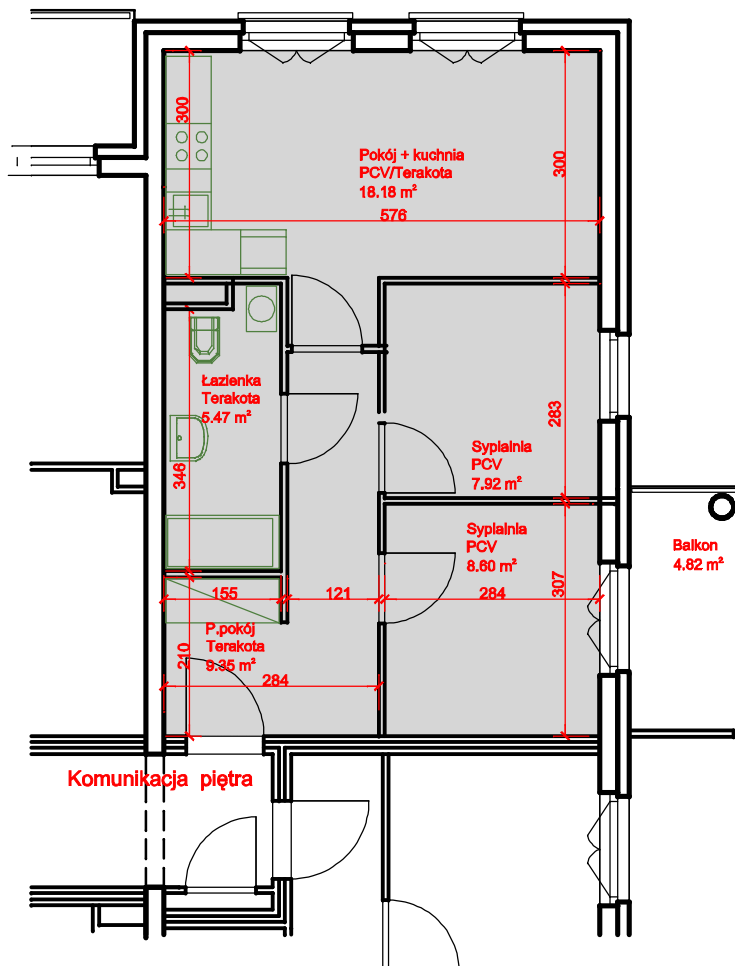 300
Pokój + kuchnia
PCV/Terakota
18.18 m²
300
576
Łazienka
Terakota
5.47 m²
346
283
Sypialnia
PCV
7.92 m²
Sypialnia
PCV
8.60 m²
307
Balkon
4.82 m²
155
121
284
P.pokój
Terakota
9.35 m²
210
284
Komunikacja piętra